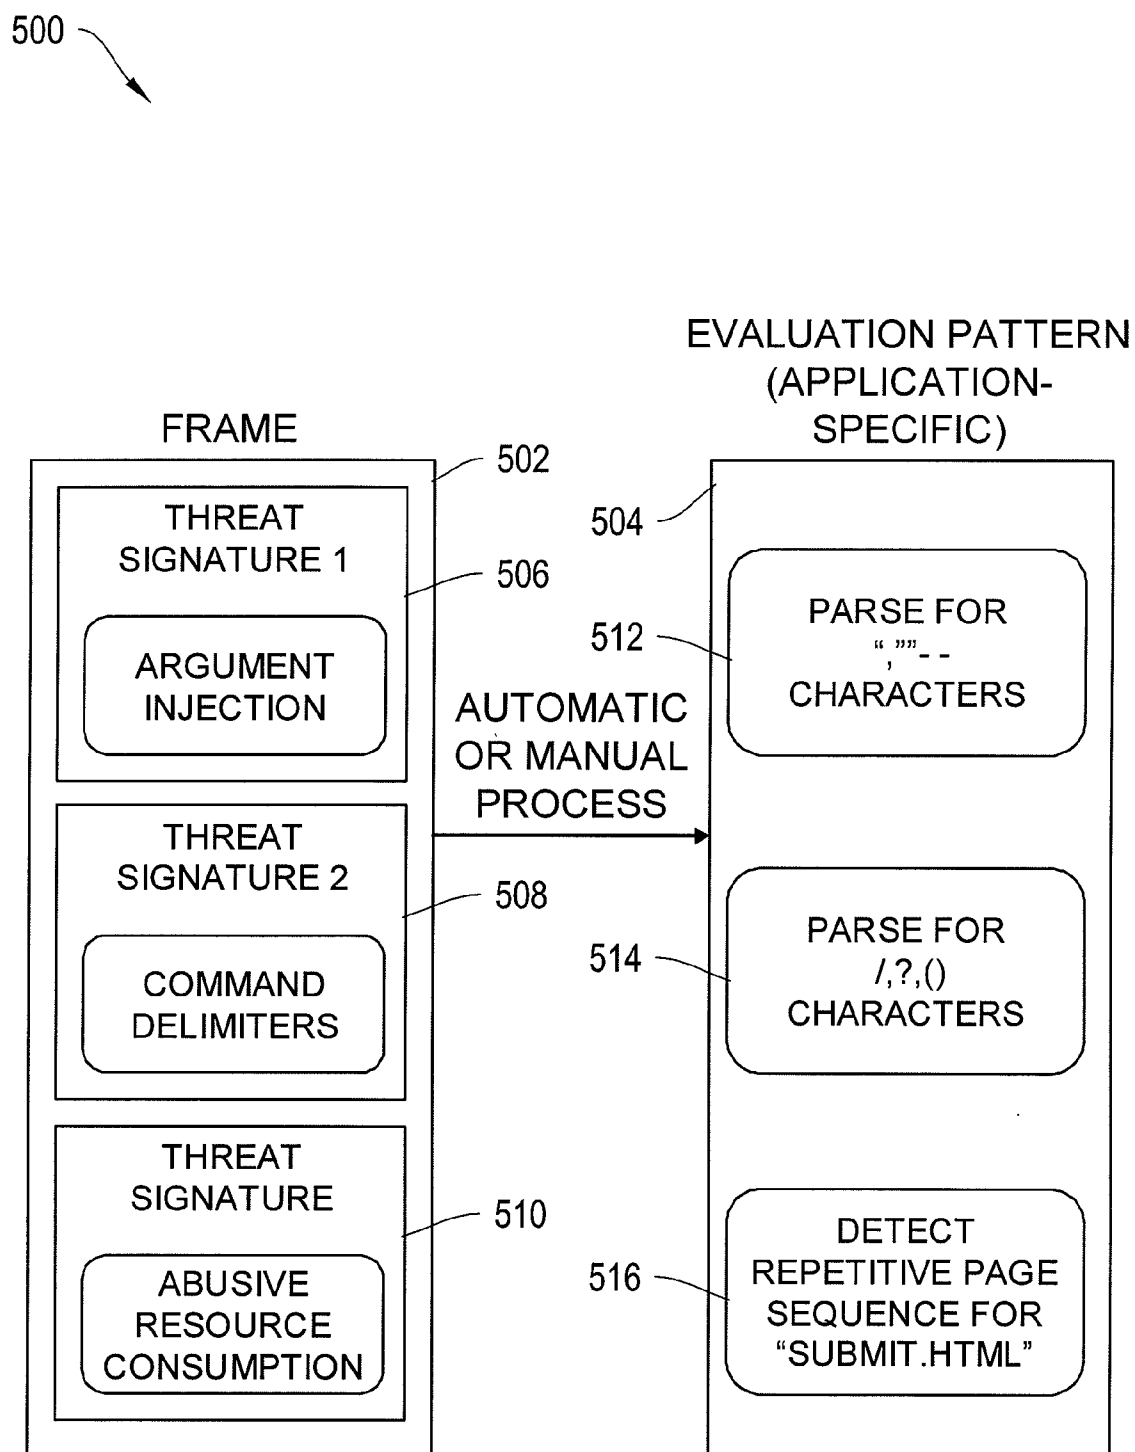 500
EVALUATION PATTERN
(APPLICATION-
SPECIFIC)
FRAME
502
504
THREAT
SIGNATURE 1
506
ARGUMENT
INJECTION
512
PARSE FOR
“,””- -
CHARACTERS
AUTOMATIC
OR MANUAL
PROCESS
THREAT
SIGNATURE 2
508
COMMAND
DELIMITERS
514
PARSE FOR
/,?,()
CHARACTERS
THREAT
SIGNATURE
510
ABUSIVE
RESOURCE
CONSUMPTION
516
DETECT
REPETITIVE PAGE
SEQUENCE FOR
“SUBMIT.HTML”